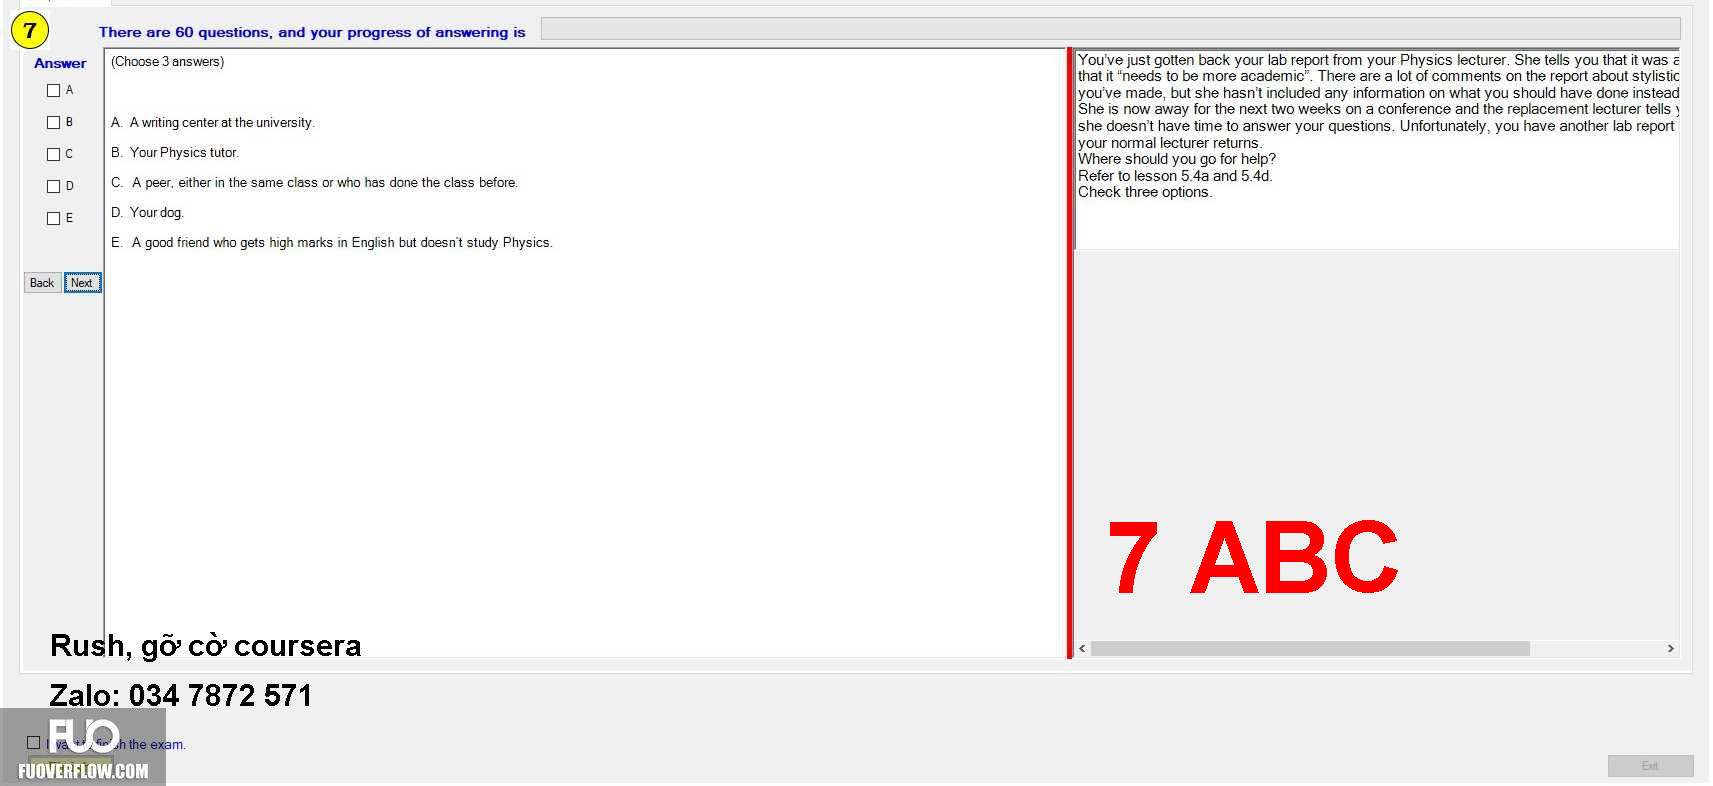 7
There are 60 questions, and your progress of answering is
Answer
A
B
C
D
E
Back
Next
(Choose 3 answers)
A. A writing center at the university.
B. Your Physics tutor.
C. A peer, either in the same class or who has done the class before.
D. Your dog.
E. A good friend who gets high marks in English but doesn't study Physics.
You've just gotten back your lab report from your Physics lecturer. She tells you that it was a
that it “needs to be more academic”. There are a lot of comments on the report about stylistic
you've made, but she hasn't included any information on what you should have done instead
She is now away for the next two weeks on a conference and the replacement lecturer tells y
she doesn't have time to answer your questions. Unfortunately, you have another lab report
your normal lecturer returns.
Where should you go for help?
Refer to lesson 5.4a and 5.4d.
Check three options.
7 ABC
Rush, gỡ cờ coursera
Zalo: 034 7872 571
I want to finish the exam.
FUO
FUOVERFLOW.COM
Exit